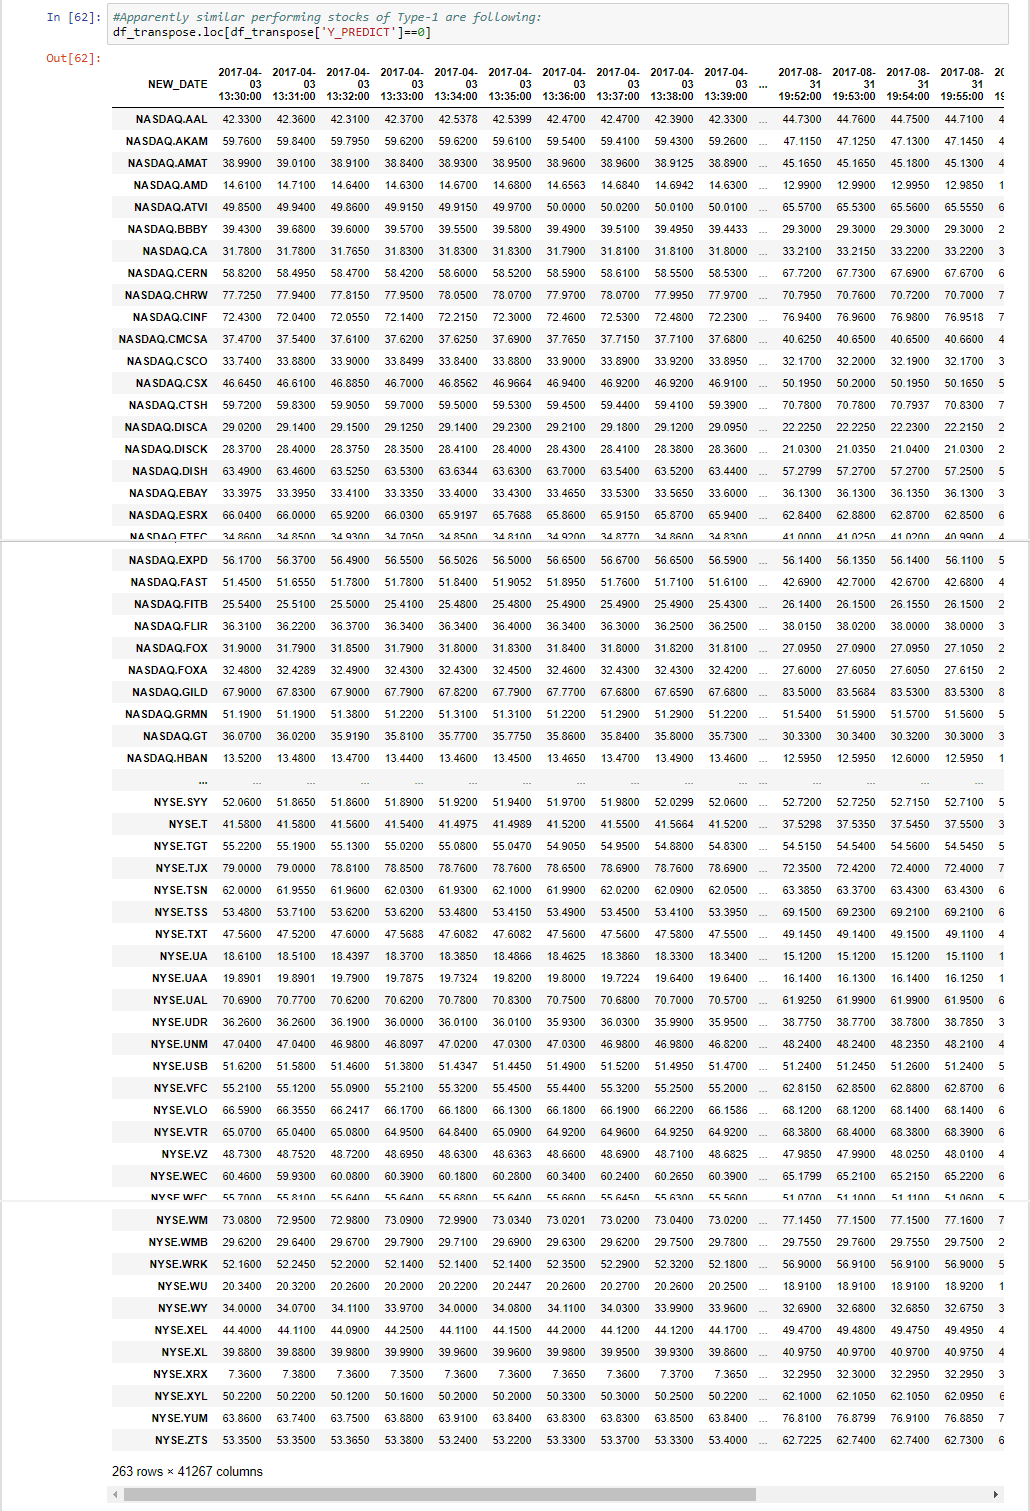 In [62]: #Apparently similar performing stocks of Type-1 are following:
df_transpose.loc[df_transpose['Y_PREDICT']==0]
Out[62]:
2017-04- 2017-04- 2017-04- 2017-04- 2017-04- 2017-04- 2017-04- 2017-04- 2017-04- 2017-04- 2017-08- 2017-08- 2017-08- 2017-08- 20
NEW_DATE 03 03 03 03 03 03 03 03 03 03 ... 31 31 31 31
13:30:00 13:31:00 13:32:00 13:33:00 13:34:00 13:35:00 13:36:00 13:37:00 13:38:00 13:39:00 19:52:00 19:53:00 19:54:00 19:55:00 19
NASDAQ.AAL 42.3300 42.3600 42.3100 42.3700 42.5378 42.5399 42.4700 42.4700 42.3900 42.3300 ... 44.7300 44.7600 44.7500 44.7100 4
NASDAQ.AKAM 59.7600 59.8400 59.7950 59.6200 59.6200 59.6100 59.5400 59.4100 59.4300 59.2600 ... 47.1150 47.1250 47.1300 47.1450 4
NASDAQ.AMAT 38.9900 39.0100 38.9100 38.8400 38.9300 38.9500 38.9600 38.9600 38.9125 38.8900 ... 45.1650 45.1650 45.1800 45.1300 4
NASDAQ.AMD 14.6100 14.7100 14.6400 14.6300 14.6700 14.6800 14.6563 14.6840 14.6942 14.6300 ... 12.9900 12.9900 12.9950 12.9850 1
NASDAQ.ATVI 49.8500 49.9400 49.8600 49.9150 49.9150 49.9700 50.0000 50.0200 50.0100 50.0100 ... 65.5700 65.5300 65.5600 65.5550 6
NASDAQ.BBBY 39.4300 39.6800 39.6000 39.5700 39.5500 39.5800 39.4900 39.5100 39.4950 39.4433 ... 29.3000 29.3000 29.3000 29.3000 2
NASDAQ.CA 31.7800 31.7800 31.7650 31.8300 31.8300 31.8300 31.7900 31.8100 31.8100 31.8000 ... 33.2100 33.2150 33.2200 33.2200 3
NASDAQ.CERN 58.8200 58.4950 58.4700 58.4200 58.6000 58.5200 58.5900 58.6100 58.5500 58.5300 ... 67.7200 67.7300 67.6900 67.6700 6
NASDAQ.CHRW 77.7250 77.9400 77.8150 77.9500 78.0500 78.0700 77.9700 78.0700 77.9950 77.9700 ... 70.7950 70.7600 70.7200 70.7000 7
NASDAQ.CINF 72.4300 72.0400 72.0550 72.1400 72.2150 72.3000 72.4600 72.5300 72.4800 72.2300 ... 76.9400 76.9600 76.9800 76.9518 7
NASDAQ.CMCSA 37.4700 37.5400 37.6100 37.6200 37.6250 37.6900 37.7650 37.7150 37.7100 37.6800 ... 40.6250 40.6500 40.6500 40.6600 4
NASDAQ.CSCO 33.7400 33.8800 33.9000 33.8499 33.8400 33.8800 33.9000 33.8900 33.9200 33.8950 ... 32.1700 32.2000 32.1900 32.1700 3
NASDAQ.CSX 46.6450 46.6100 46.8850 46.7000 46.8562 46.9664 46.9400 46.9200 46.9200 46.9100 ... 50.1950 50.2000 50.1950 50.1650 5
NASDAQ.CTSH 59.7200 59.8300 59.9050 59.7000 59.5000 59.5300 59.4500 59.4400 59.4100 59.3900 ... 70.7800 70.7800 70.7937 70.8300 7
NASDAQ.DISCA 29.0200 29.1400 29.1500 29.1250 29.1400 29.2300 29.2100 29.1800 29.1200 29.0950 ... 22.2250 22.2250 22.2300 22.2150 2
NASDAQ.DISCK 28.3700 28.4000 28.3750 28.3500 28.4100 28.4000 28.4300 28.4100 28.3800 28.3600 ... 21.0300 21.0350 21.0400 21.0300 2
NASDAQ.DISH 63.4900 63.4600 63.5250 63.5300 63.6344 63.6300 63.7000 63.5400 63.5200 63.4400 ... 57.2799 57.2700 57.2700 57.2500 5
NASDAQ.EBAY 33.3975 33.3950 33.4100 33.3350 33.4000 33.4300 33.4650 33.5300 33.5650 33.6000 ... 36.1300 36.1300 36.1350 36.1300 3
NASDAQ.ESRX 66.0400 66.0000 65.9200 66.0300 65.9197 65.7688 65.8600 65.9150 65.8700 65.9400 ... 62.8400 62.8800 62.8700 62.8500 6
NASDAQ.ETFC 34.8600 34.8500 34.9300 34.7050 34.8500 34.8100 34.9200 34.8770 34.8600 34.8300 ... 41.0000 41.0250 41.0200 40.9900 4
NASDAQ.EXPD 56.1700 56.3700 56.4900 56.5500 56.5026 56.5000 56.6500 56.6700 56.6500 56.5900 ... 56.1400 56.1350 56.1400 56.1100 5
NASDAQ.FAST 51.4500 51.6550 51.7800 51.7800 51.8400 51.9052 51.8950 51.7600 51.7100 51.6100 ... 42.6900 42.7000 42.6700 42.6800 4
NASDAQ.FITB 25.5400 25.5100 25.5000 25.4100 25.4800 25.4800 25.4900 25.4900 25.4900 25.4300 ... 26.1400 26.1500 26.1550 26.1500 2
NASDAQ.FLIR 36.3100 36.2200 36.3700 36.3400 36.3400 36.4000 36.3400 36.3000 36.2500 36.2500 ... 38.0150 38.0200 38.0000 38.0000 3
NASDAQ.FOX 31.9000 31.7900 31.8500 31.7900 31.8000 31.8300 31.8400 31.8000 31.8200 31.8100 ... 27.0950 27.0900 27.0950 27.1050 2
NASDAQ.FOXA 32.4800 32.4289 32.4900 32.4300 32.4300 32.4500 32.4600 32.4300 32.4300 32.4200 ... 27.6000 27.6050 27.6050 27.6150 2
NASDAQ.GILD 67.9000 67.8300 67.9000 67.7900 67.8200 67.7900 67.7700 67.6800 67.6590 67.6800 ... 83.5000 83.5684 83.5300 83.5300 8
NASDAQ.GRMN 51.1900 51.1900 51.3800 51.2200 51.3100 51.3100 51.2200 51.2900 51.2900 51.2200 ... 51.5400 51.5900 51.5700 51.5600 5
NASDAQ.GT 36.0700 36.0200 35.9190 35.8100 35.7700 35.7750 35.8600 35.8400 35.8000 35.7300 ... 30.3300 30.3400 30.3200 30.3000 3
NASDAQ.HBAN 13.5200 13.4800 13.4700 13.4400 13.4600 13.4500 13.4650 13.4700 13.4900 13.4600 ... 12.5950 12.5950 12.6000 12.5950 1
... ... ... ... ... ... ... ... ... ... ... ... ... ... ... ...
NYSE.SYY 52.0600 51.8650 51.8600 51.8900 51.9200 51.9400 51.9700 51.9800 52.0299 52.0600 ... 52.7200 52.7250 52.7150 52.7100 5
NYSE.T 41.5800 41.5800 41.5600 41.5400 41.4975 41.4989 41.5200 41.5500 41.5664 41.5200 ... 37.5298 37.5350 37.5450 37.5500 3
NYSE.TGT 55.2200 55.1900 55.1300 55.0200 55.0800 55.0470 54.9050 54.9500 54.8800 54.8300 ... 54.5150 54.5400 54.5600 54.5450 5
NYSE.TJX 79.0000 79.0000 78.8100 78.8500 78.7600 78.7600 78.6500 78.6900 78.7600 78.6900 ... 72.3500 72.4200 72.4000 72.4000 7
NYSE.TSN 62.0000 61.9550 61.9600 62.0300 61.9300 62.1000 61.9900 62.0200 62.0900 62.0500 ... 63.3850 63.3700 63.4300 63.4300 6
NYSE.TSS 53.4800 53.7100 53.6200 53.6200 53.4800 53.4150 53.4900 53.4500 53.4100 53.3950 ... 69.1500 69.2300 69.2100 69.2100 6
NYSE.TXT 47.5600 47.5200 47.6000 47.5688 47.6082 47.6082 47.5600 47.5600 47.5800 47.5500 ... 49.1450 49.1400 49.1500 49.1100 4
NYSE.UA 18.6100 18.5100 18.4397 18.3700 18.3850 18.4866 18.4625 18.3860 18.3300 18.3400 ... 15.1200 15.1200 15.1200 15.1100 1
NYSE.UAA 19.8901 19.8901 19.7900 19.7875 19.7324 19.8200 19.8000 19.7224 19.6400 19.6400 ... 16.1400 16.1300 16.1400 16.1250 1
NYSE.UAL 70.6900 70.7700 70.6200 70.6200 70.7800 70.8300 70.7500 70.6800 70.7000 70.5700 ... 61.9250 61.9900 61.9900 61.9500 6
NYSE.UDR 36.2600 36.2600 36.1900 36.0000 36.0100 36.0100 35.9300 36.0300 35.9900 35.9500 ... 38.7750 38.7700 38.7800 38.7850 3
NYSE.UNM 47.0400 47.0400 46.9800 46.8097 47.0200 47.0300 47.0300 46.9800 46.9800 46.8200 ... 48.2400 48.2400 48.2350 48.2100 4
NYSE.USB 51.6200 51.5800 51.4600 51.3800 51.4347 51.4450 51.4900 51.5200 51.4950 51.4700 ... 51.2400 51.2450 51.2600 51.2400 5
NYSE.VFC 55.2100 55.1200 55.0900 55.2100 55.3200 55.4500 55.4400 55.3200 55.2500 55.2000 ... 62.8150 62.8500 62.8800 62.8700 6
NYSE.VLO 66.5900 66.3550 66.2417 66.1700 66.1800 66.1300 66.1800 66.1900 66.2200 66.1586 ... 68.1200 68.1200 68.1400 68.1400 6
NYSE.VTR 65.0700 65.0400 65.0800 64.9500 64.8400 65.0900 64.9200 64.9600 64.9250 64.9200 ... 68.3800 68.4000 68.3800 68.3900 6
NYSE.VZ 48.7300 48.7520 48.7200 48.6950 48.6300 48.6363 48.6600 48.6900 48.7100 48.6825 ... 47.9850 47.9900 48.0250 48.0100 4
NYSE.WEC 60.4600 59.9300 60.0800 60.3900 60.1800 60.2800 60.3400 60.2400 60.2650 60.3900 ... 65.1799 65.2100 65.2150 65.2200 6
NYSE.WFC 55.7000 55.8100 55.6400 55.6400 55.6800 55.6400 55.6600 55.6450 55.6300 55.5600 ... 51.0700 51.1000 51.1100 51.0600 5
NYSE.WM 73.0800 72.9500 72.9800 73.0900 72.9900 73.0340 73.0201 73.0200 73.0400 73.0200 ... 77.1450 77.1500 77.1500 77.1600 7
NYSE.WMB 29.6200 29.6400 29.6700 29.7900 29.7100 29.6900 29.6300 29.6200 29.7500 29.7800 ... 29.7550 29.7600 29.7550 29.7500 2
NYSE.WRK 52.1600 52.2450 52.2000 52.1400 52.1400 52.1400 52.3500 52.2900 52.3200 52.1800 ... 56.9000 56.9100 56.9100 56.9000 5
NYSE.WU 20.3400 20.3200 20.2600 20.2000 20.2200 20.2447 20.2600 20.2700 20.2600 20.2500 ... 18.9100 18.9100 18.9100 18.9200 1
NYSE.WY 34.0000 34.0700 34.1100 33.9700 34.0000 34.0800 34.1100 34.0300 33.9900 33.9600 ... 32.6900 32.6800 32.6850 32.6750 3
NYSE.XEL 44.4000 44.1100 44.0900 44.2500 44.1100 44.1500 44.2000 44.1200 44.1200 44.1700 ... 49.4700 49.4800 49.4750 49.4950 4
NYSE.XL 39.8800 39.8800 39.9800 39.9900 39.9600 39.9600 39.9800 39.9500 39.9300 39.8600 ... 40.9750 40.9700 40.9700 40.9750 4
NYSE.XRX 7.3600 7.3800 7.3600 7.3500 7.3600 7.3600 7.3650 7.3600 7.3700 7.3650 ... 32.2950 32.3000 32.2950 32.2950 3
NYSE.XYL 50.2200 50.2200 50.1200 50.1600 50.2000 50.2000 50.3300 50.3000 50.2500 50.2200 ... 62.1000 62.1050 62.1050 62.0950 6
NYSE.YUM 63.8600 63.7400 63.7500 63.8800 63.9100 63.8400 63.8300 63.8300 63.8500 63.8400 ... 76.8100 76.8799 76.9100 76.8850 7
NYSE.ZTS 53.3500 53.3500 53.3650 53.3800 53.2400 53.2200 53.3300 53.3700 53.3300 53.4000 ... 62.7225 62.7400 62.7400 62.7300 6
263 rows × 41267 columns